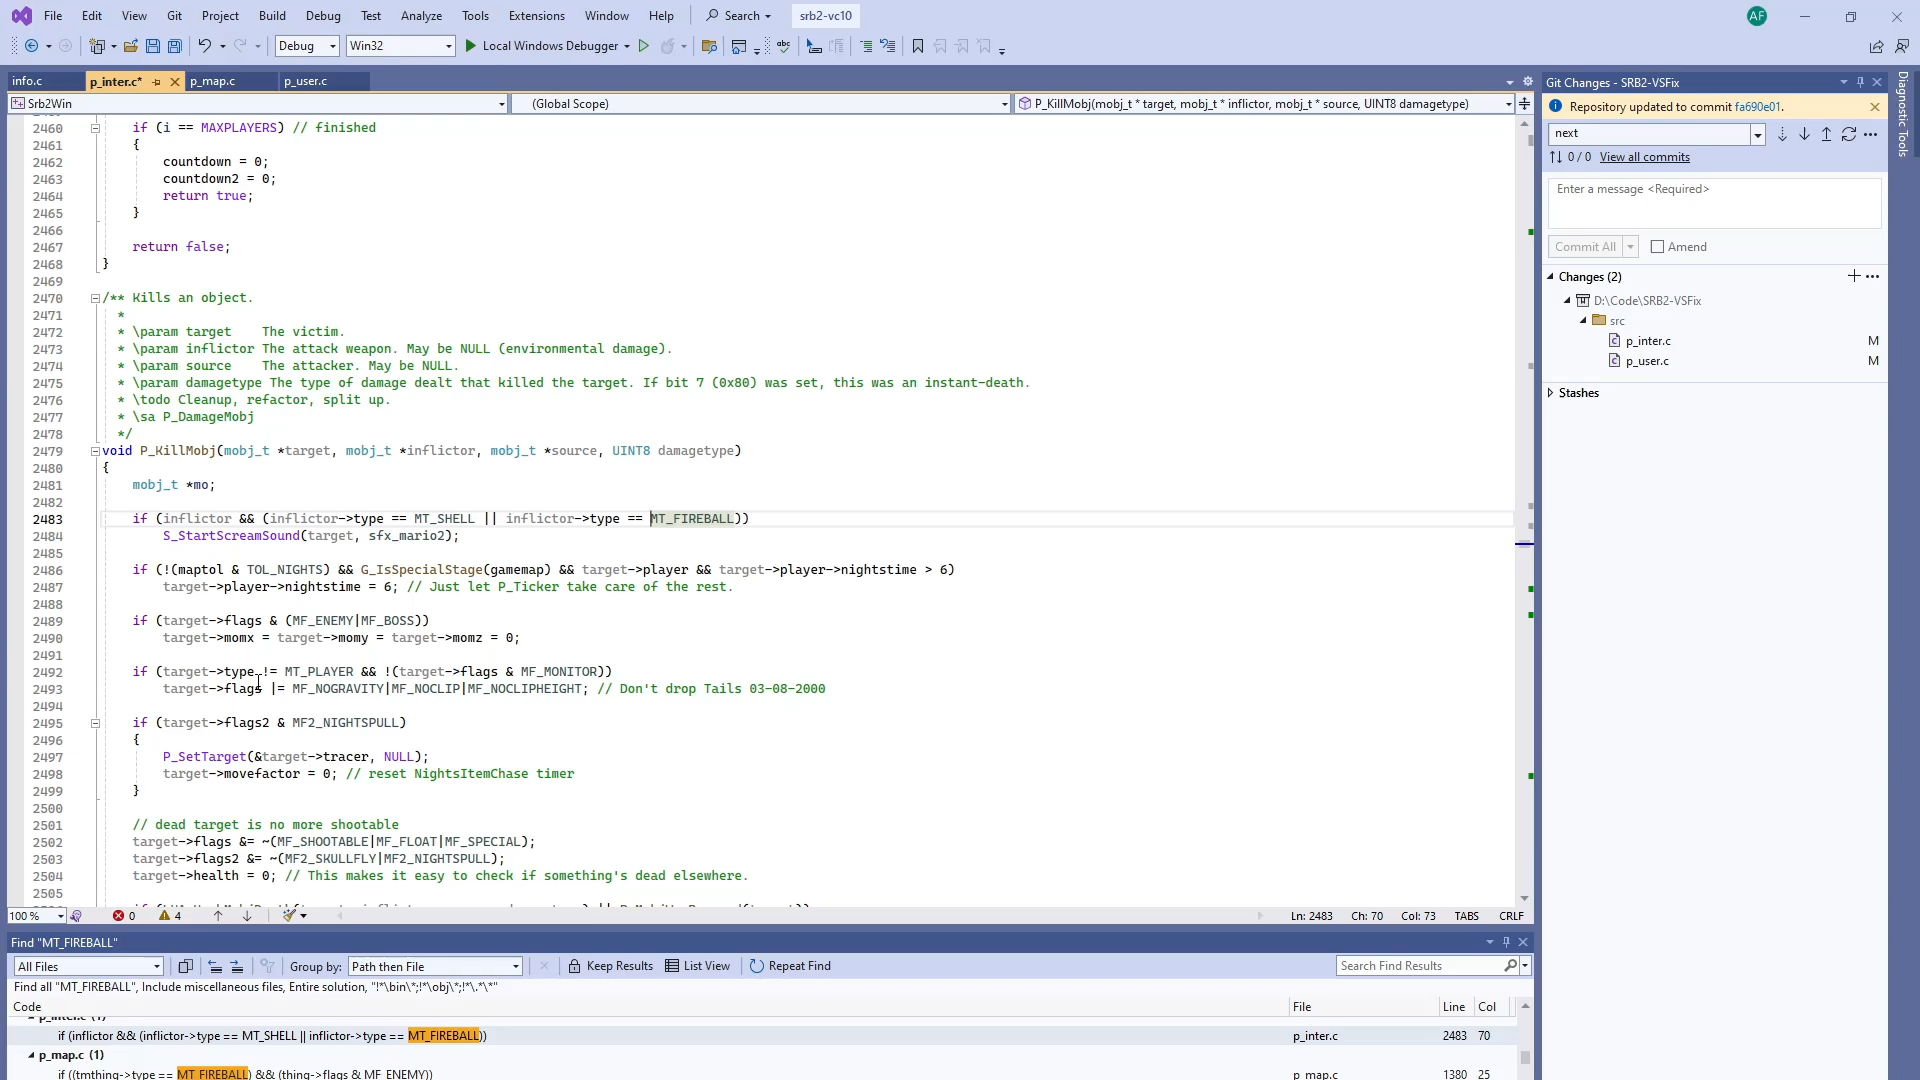 File Edit View Git Project Build Debug Test Analyze Tools Extensions Window Help Search srb2-vc10 AF
Debug Win32 Local Windows Debugger
info.c p_inter.c* p_map.c p_user.c
Srb2Win (Global Scope) P_KillMobj(mobj_t * target, mobj_t * inflictor, mobj_t * source, UINT8 damagetype)
2460 if (i == MAXPLAYERS) // finished
2461 {
2462 countdown = 0;
2463 countdown2 = 0;
2464 return true;
2465 }
2466
2467 return false;
2468 }
2469
2470 /** Kills an object.
2471 *
2472 * \param target    The victim.
2473 * \param inflictor The attack weapon. May be NULL (environmental damage).
2474 * \param source    The attacker. May be NULL.
2475 * \param damagetype The type of damage dealt that killed the target. If bit 7 (0x80) was set, this was an instant-death.
2476 * \todo Cleanup, refactor, split up.
2477 * \sa P_DamageMobj
2478 */
2479 void P_KillMobj(mobj_t *target, mobj_t *inflictor, mobj_t *source, UINT8 damagetype)
2480 {
2481 mobj_t *mo;
2482
2483 if (inflictor && (inflictor->type == MT_SHELL || inflictor->type == MT_FIREBALL))
2484 S_StartScreamSound(target, sfx_mario2);
2485
2486 if (!(maptol & TOL_NIGHTS) && G_IsSpecialStage(gamemap) && target->player && target->player->nightstime > 6)
2487 target->player->nightstime = 6; // Just let P_Ticker take care of the rest.
2488
2489 if (target->flags & (MF_ENEMY|MF_BOSS))
2490 target->momx = target->momy = target->momz = 0;
2491
2492 if (target->type != MT_PLAYER && !(target->flags & MF_MONITOR))
2493 target->flags |= MF_NOGRAVITY|MF_NOCLIP|MF_NOCLIPHEIGHT; // Don't drop Tails 03-08-2000
2494
2495 if (target->flags2 & MF2_NIGHTSPULL)
2496 {
2497 P_SetTarget(&target->tracer, NULL);
2498 target->movefactor = 0; // reset NightsItemChase timer
2499 }
2500
2501 // dead target is no more shootable
2502 target->flags &= ~(MF_SHOOTABLE|MF_FLOAT|MF_SPECIAL);
2503 target->flags2 &= ~(MF2_SKULLFLY|MF2_NIGHTSPULL);
2504 target->health = 0; // This makes it easy to check if something's dead elsewhere.
2505
100 % 0 4 Ln: 2483 Ch: 70 Col: 73 TABS CRLF
Find "MT_FIREBALL"
All Files Group by: Path then File Keep Results List View Repeat Find Search Find Results
Find all "MT_FIREBALL", Include miscellaneous files, Entire solution, "!*\bin\*;!*\obj\*;!*\.*\*"
Code File Line Col
p_inter.c (1)
if (inflictor && (inflictor->type == MT_SHELL || inflictor->type == MT_FIREBALL)) p_inter.c 2483 70
p_map.c (1)
if ((tmthing->type == MT_FIREBALL) && (thing->flags & MF_ENEMY)) p_map.c 1380 25
Git Changes - SRB2-VSFix
Repository updated to commit fa690e01.
next
0 / 0 View all commits
Enter a message <Required>
Commit All Amend
Changes (2)
D:\Code\SRB2-VSFix
src
p_inter.c M
p_user.c M
Stashes
Diagnostic Tools